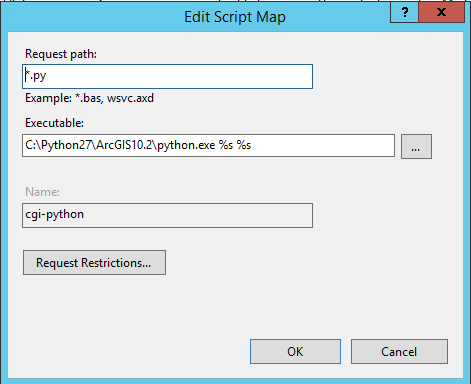 Edit Script Map
?
x
Request path:
*.py
Example: *.bas, wsvc.axd
Executable:
C:\Python27\ArcGIS10.2\python.exe %s %s
...
Name:
cgi-python
Request Restrictions...
OK
Cancel